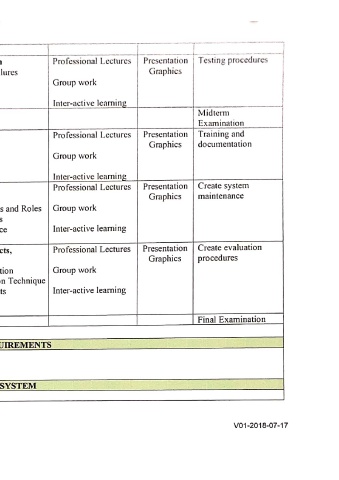 Professional Lectures Presentation Testing procedures
lures Graphics
Group work
Inter-active learning
Midterm
Examination
Professional Lectures Presentation Training and
Graphics documentation
Group work
Inter-active learning
Professional Lectures Presentation Create system
Graphics maintenance
s and Roles Group work
s
ce Inter-active learning
cts, Professional Lectures Presentation Create evaluation
Graphics procedures
tion Group work
on Technique
ts Inter-active learning
Final Examination
UIREMENTS
SYSTEM
V01-2018-07-17